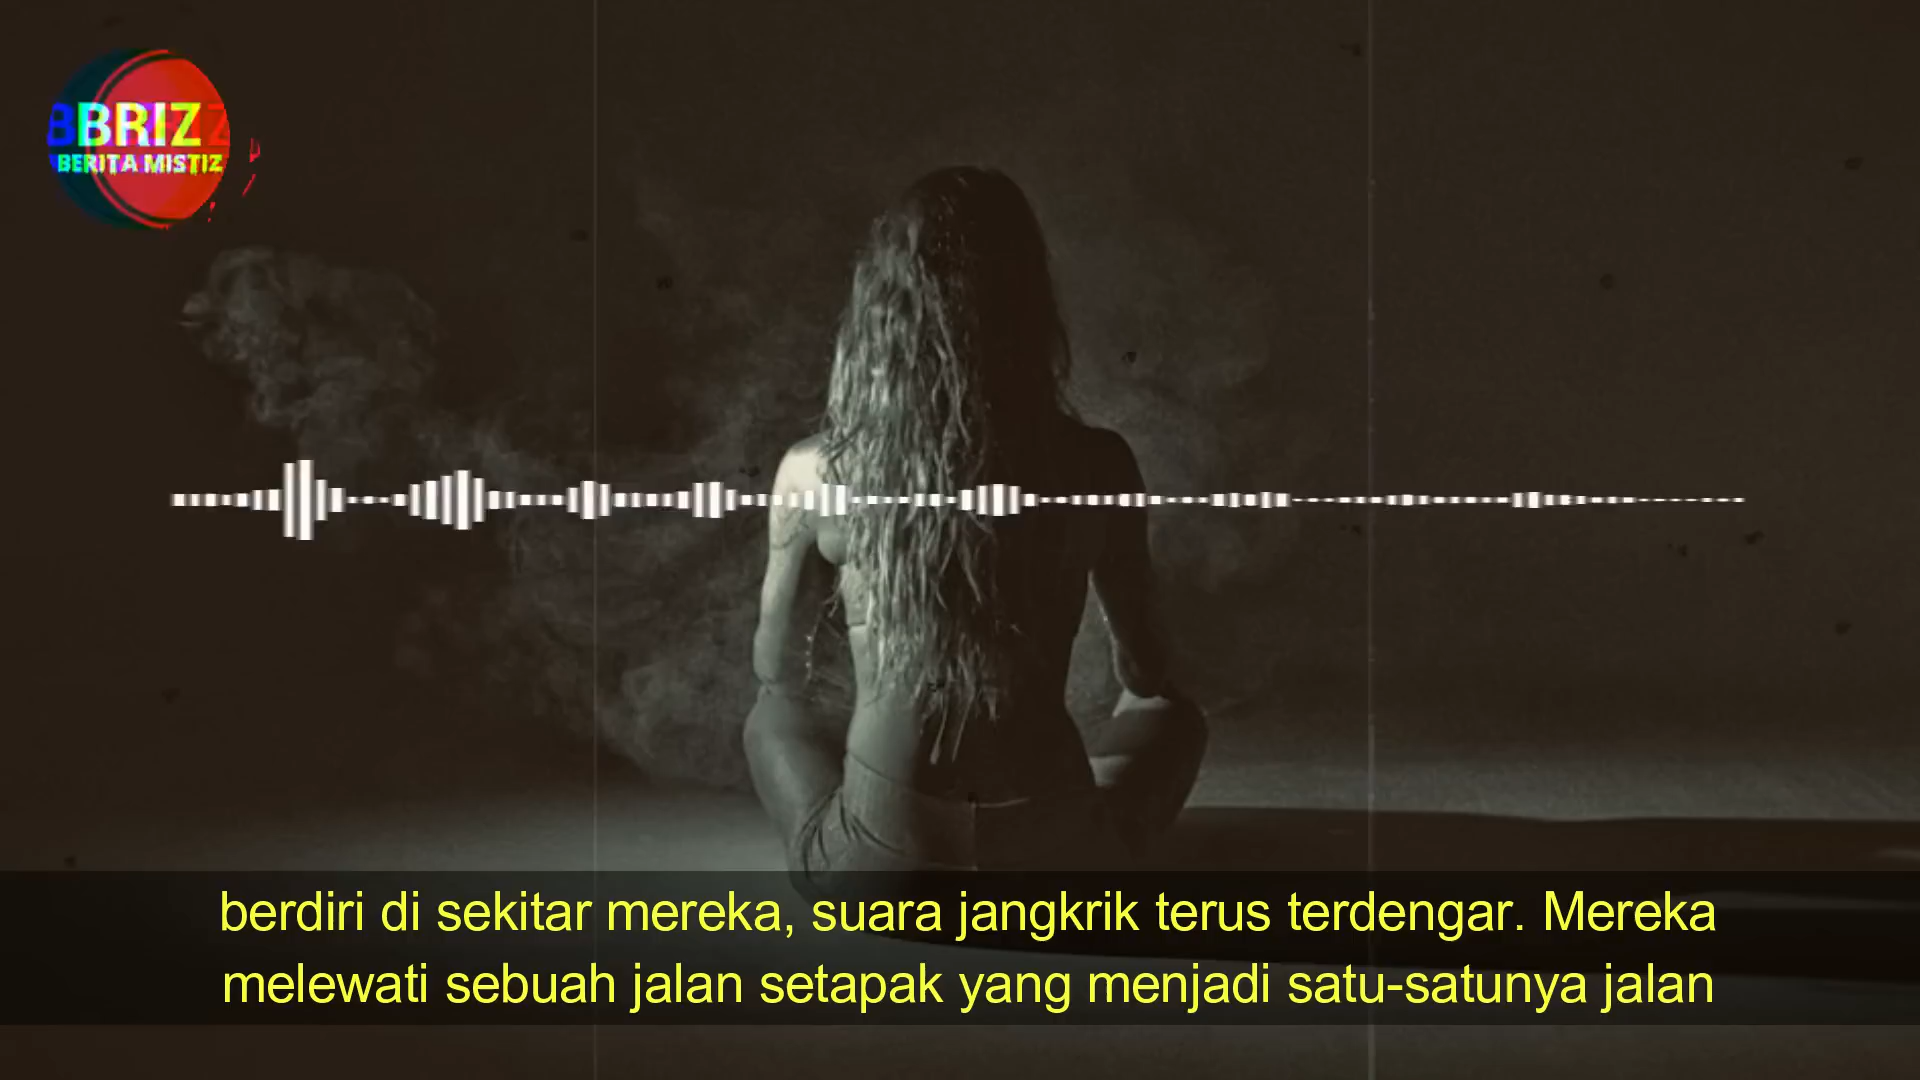 BRIZ
BERITA MISTIZ
berdiri di sekitar mereka, suara jangkrik terus terdengar. Mereka
melewati sebuah jalan setapak yang menjadi satu-satunya jalan